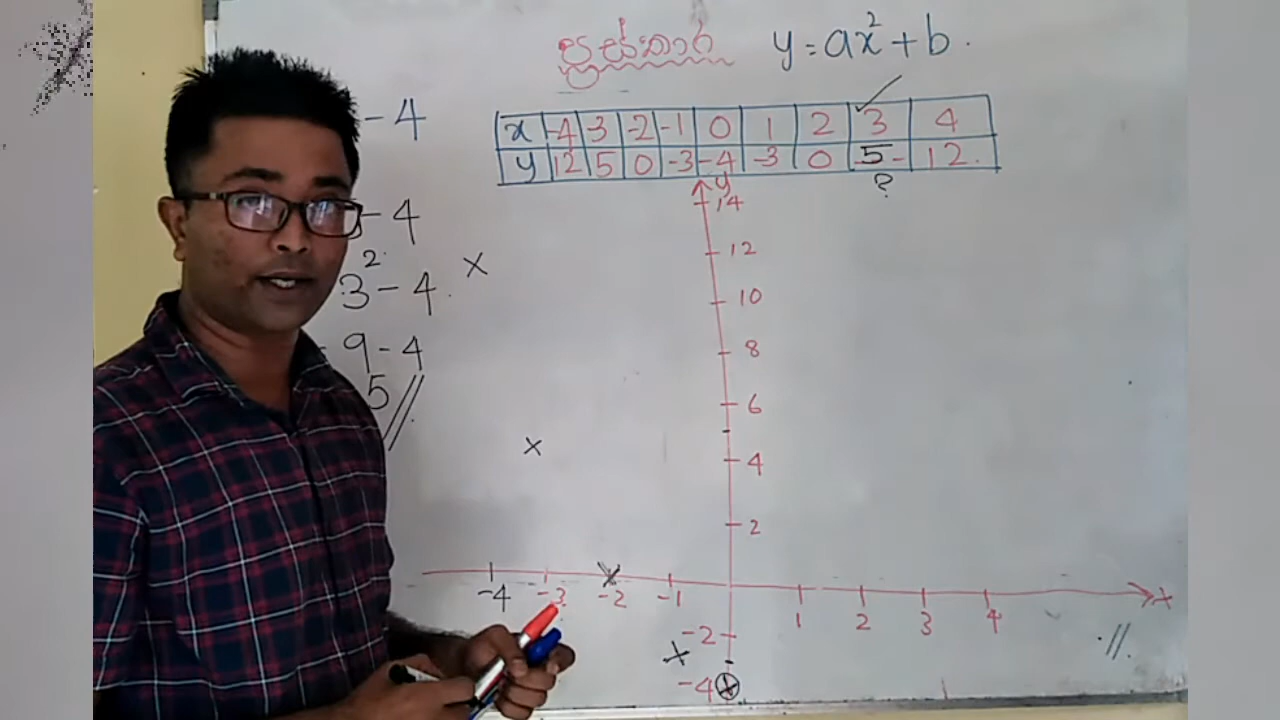 ප්‍රස්තාර y = ax² + b.
x -4 3 -2 -1 0 1 2 3 4
y 12 5 0 -3 -4 -3 0 5 - 12.
?
- 4
- 4
3² - 4.
9 - 4
5 //
y
14
12
10
8
6
4
2
-4 -3 -2 -1 1 2 3 4 x
-2
-4
//